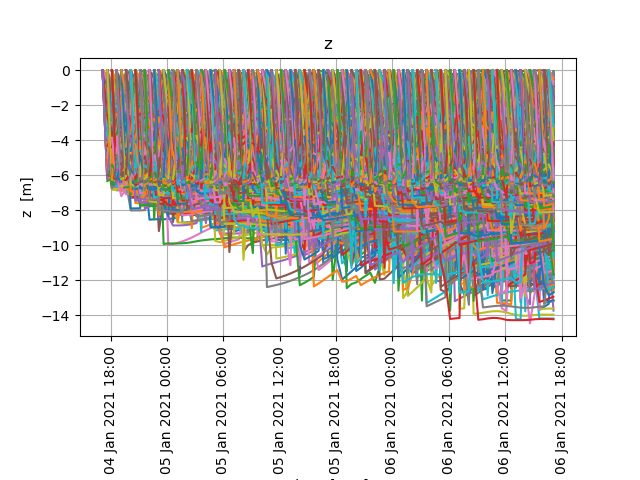 z
0
−2
−4
−6
−8
−10
−12
−14
z [m]
04 Jan 2021 18:00
05 Jan 2021 00:00
05 Jan 2021 06:00
05 Jan 2021 12:00
05 Jan 2021 18:00
06 Jan 2021 00:00
06 Jan 2021 06:00
06 Jan 2021 12:00
06 Jan 2021 18:00